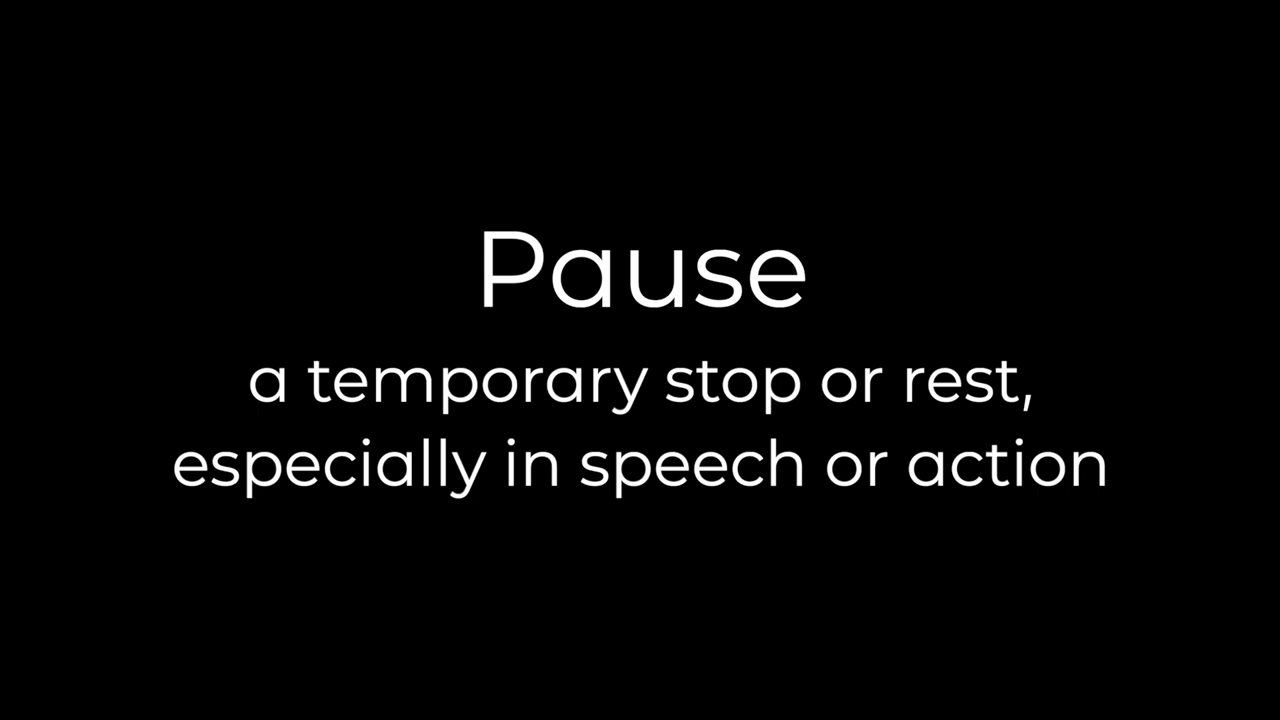 Pause
a temporary stop or rest,
especially in speech or action